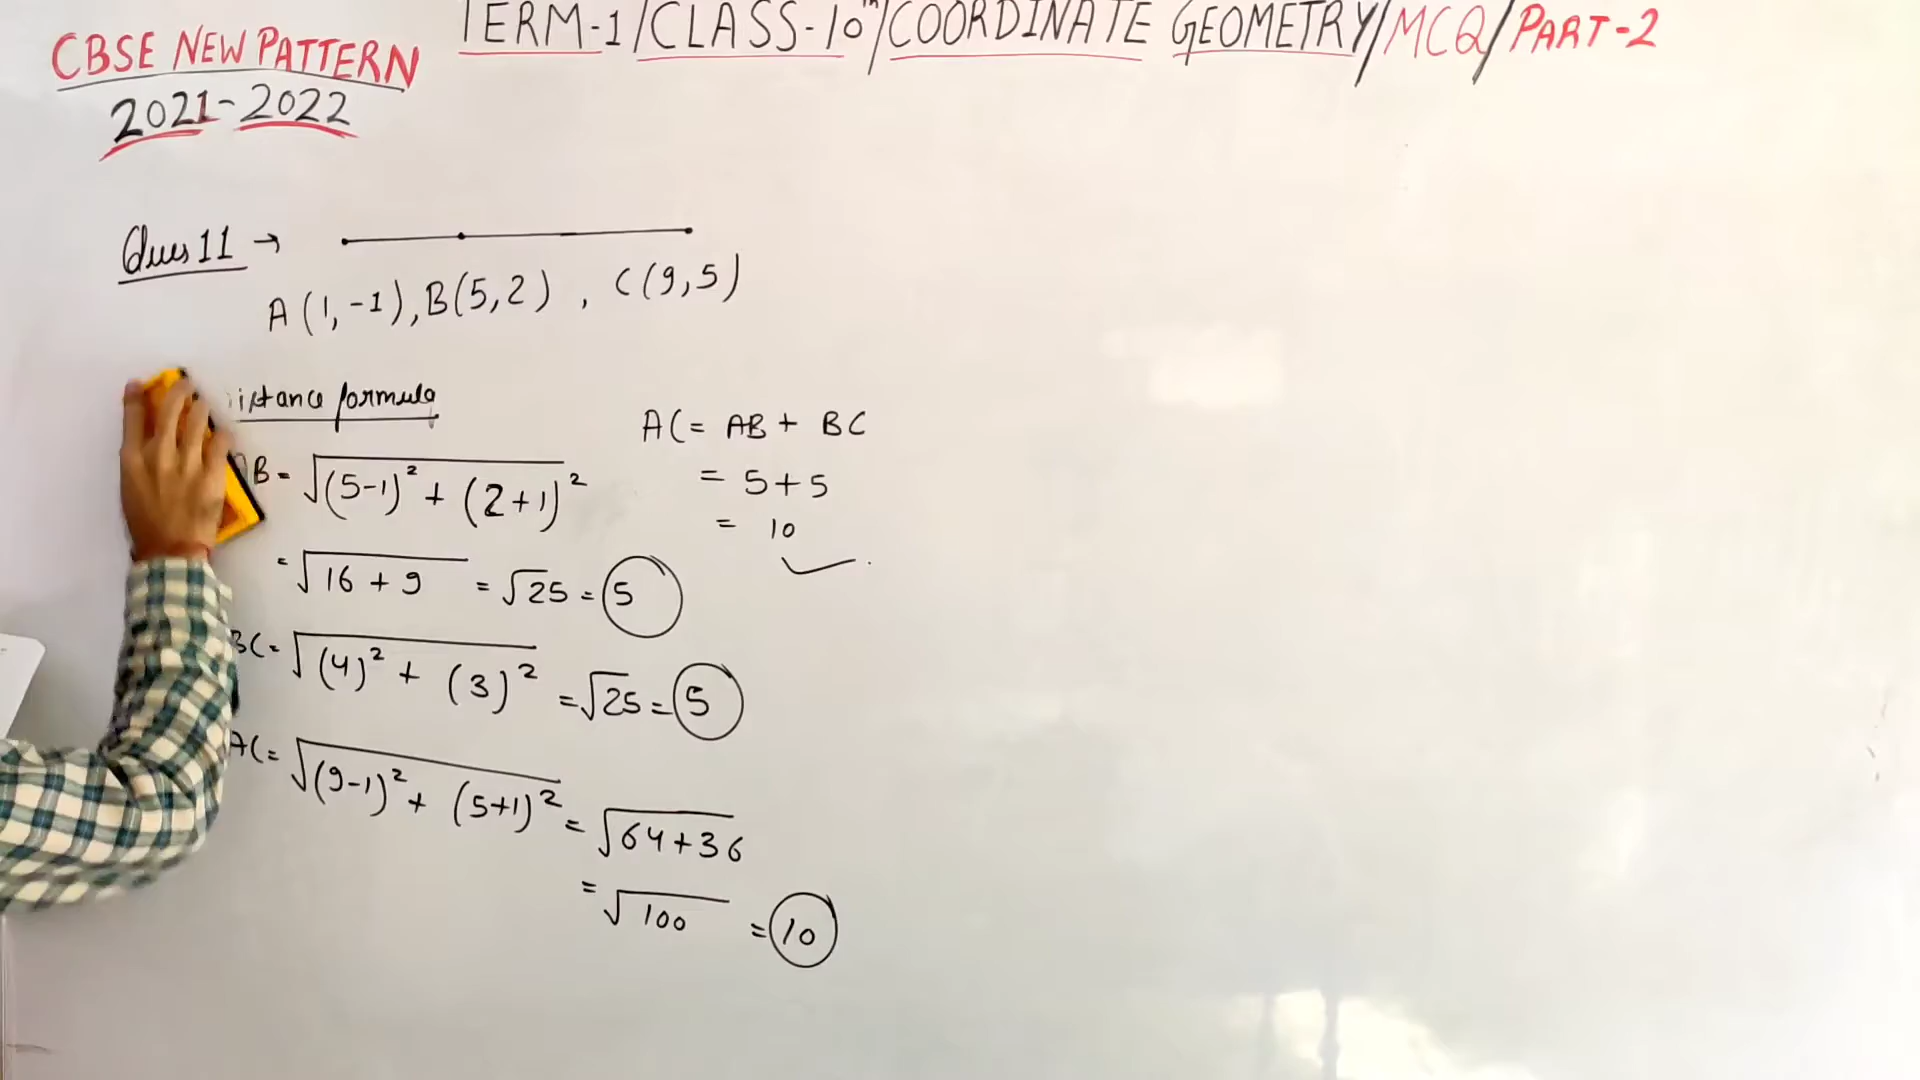 CBSE NEW PATTERN
2021-2022
TERM-1/CLASS-10th/COORDINATE GEOMETRY/MCQ/PART-2
Ques 11 →
A(1,-1), B(5,2) , C(9,5)
istance formula
B = √(5-1)² + (2+1)²
= √16 + 9 = √25 = 5
BC = √(4)² + (3)² = √25 = 5
AC = √(9-1)² + (5+1)² = √64+36
= √100 = 10
AC = AB + BC
= 5+5
= 10